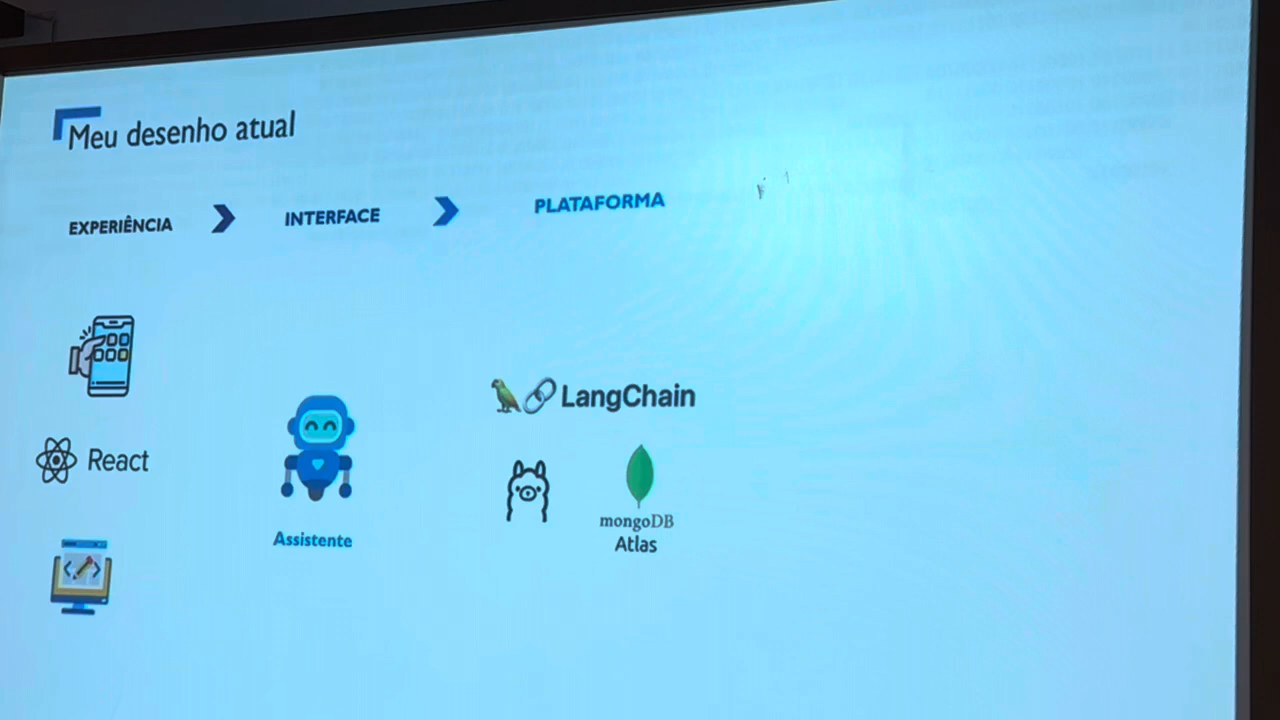 Meu desenho atual
EXPERIÊNCIA
INTERFACE
PLATAFORMA
LangChain
React
Assistente
mongoDB
Atlas